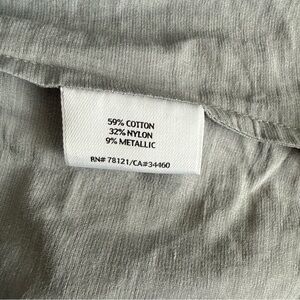 59% COTTON
32% NYLON
9% METALLIC
RN# 78121/CA#34460